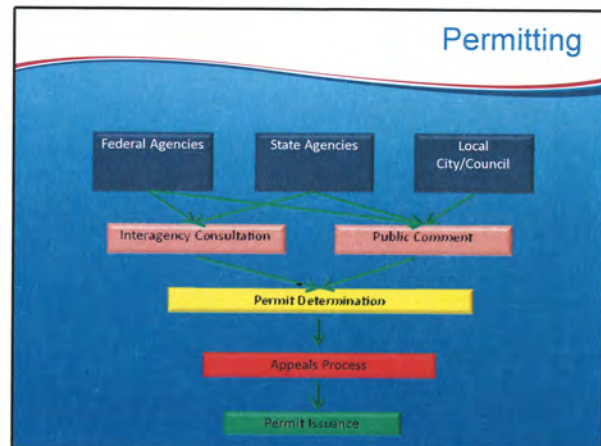 Permitting
Federal Agencies
State Agencies
Local
City/Council
Interagency Consultation
Public Comment
Permit Determination
Appeals Process
Permit Issuance